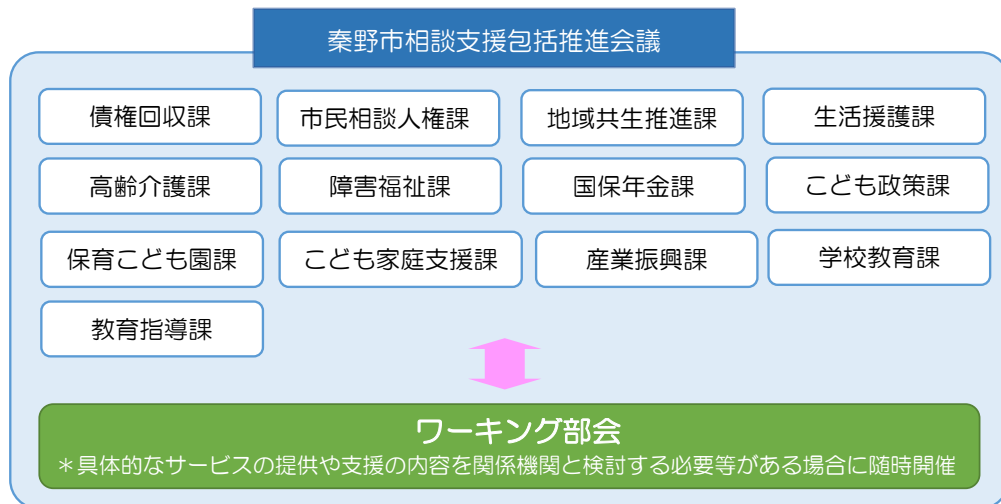 秦野市相談支援包括推進会議
債権回収課
市民相談人権課
地域共生推進課
生活援護課
高齢介護課
障害福祉課
国保年金課
こども政策課
保育こども園課
こども家庭支援課
産業振興課
学校教育課
教育指導課
ワーキング部会
＊具体的なサービスの提供や支援の内容を関係機関と検討する必要等がある場合に随時開催